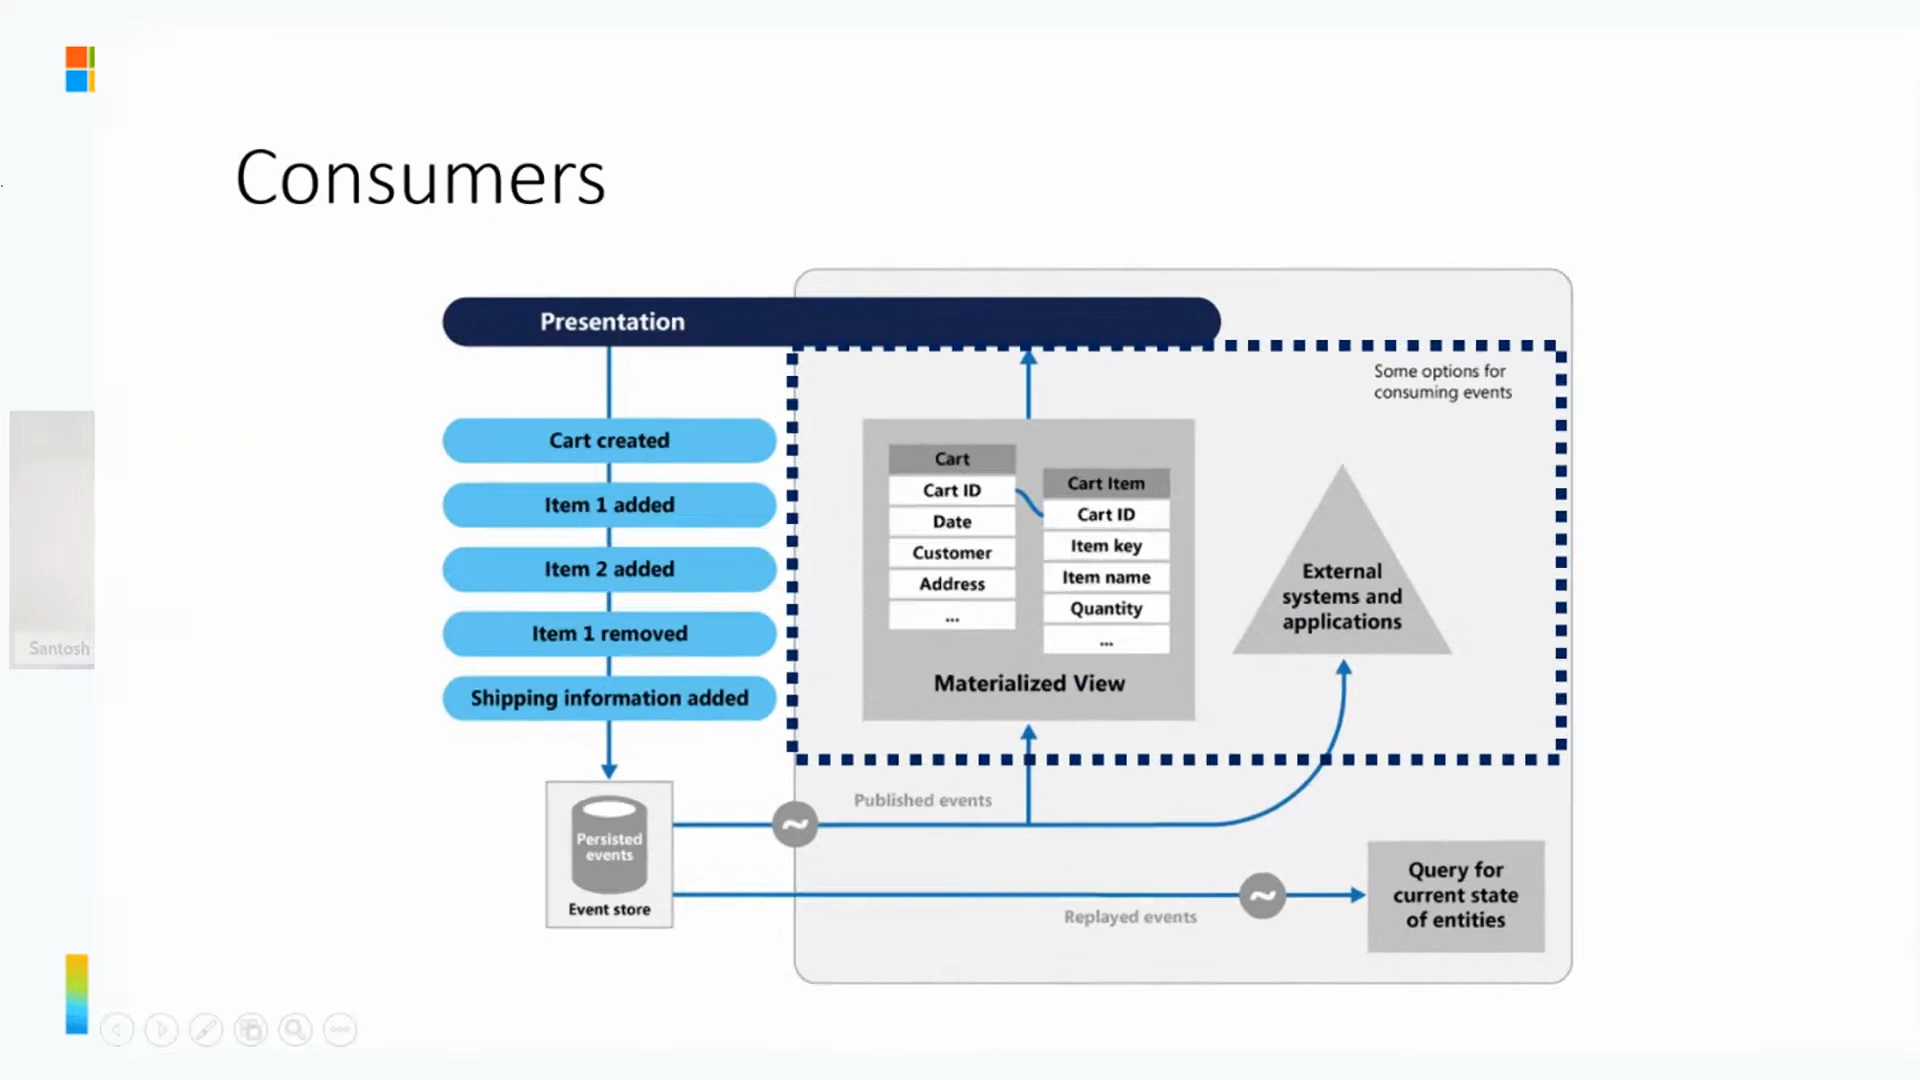 Consumers
Presentation
Some options for
consuming events
Cart created
Item 1 added
Item 2 added
Item 1 removed
Shipping information added
Cart
Cart ID
Date
Customer
Address
...
Cart Item
Cart ID
Item key
Item name
Quantity
...
Materialized View
External
systems and
applications
Santosh
Persisted
events
Event store
Published events
Replayed events
Query for
current state
of entities